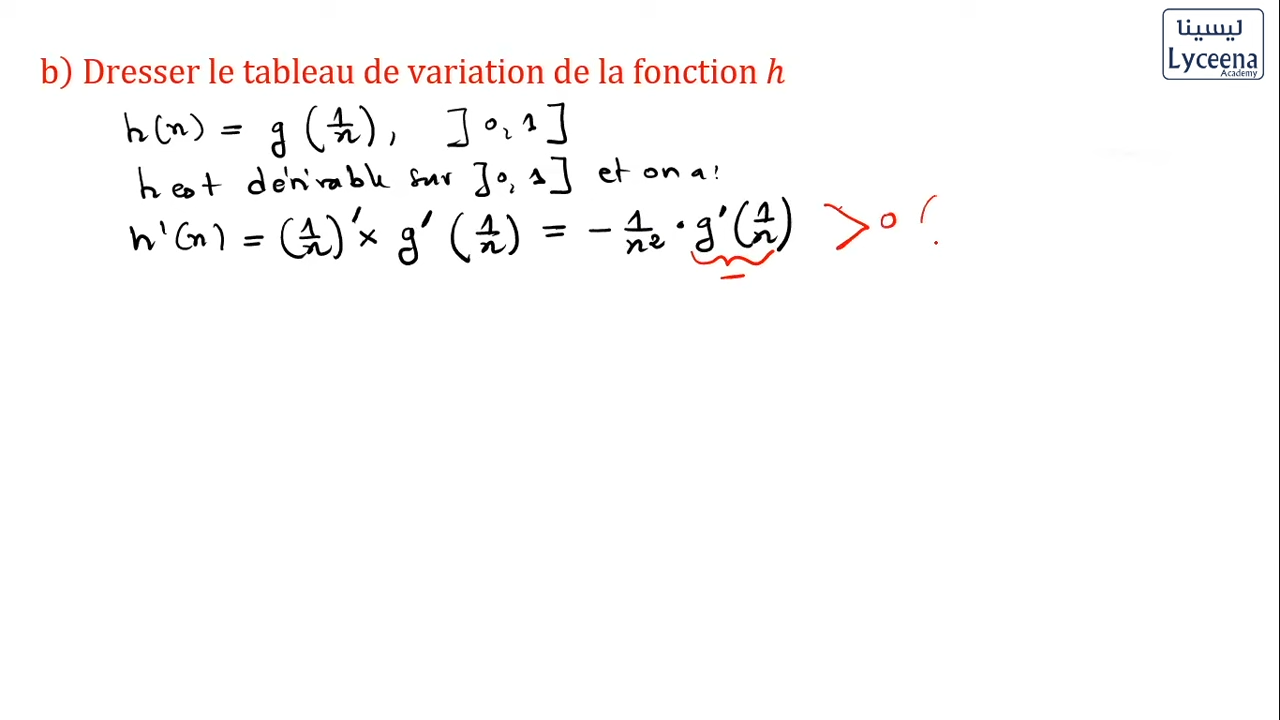 ليسينا
Lyceena
Academy
b) Dresser le tableau de variation de la fonction h
h(x) = g(1/x), ]0, 1]
h est dérivable sur ]0, 1] et on a:
h'(x) = (1/x)' × g'(1/x) = - 1/x² · g'(1/x) > 0 (
-